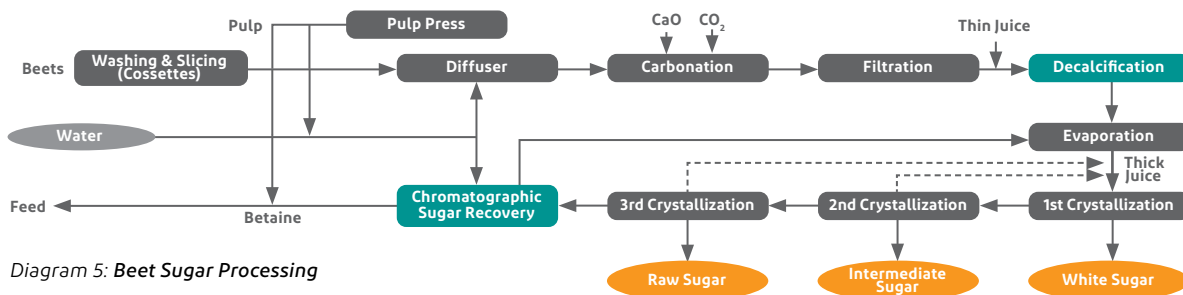 CaO
CO₂
Pulp
Pulp Press
Thin Juice
Beets
Washing & Slicing
(Cossettes)
Diffuser
Carbonation
Filtration
Decalcification
Water
Evaporation
Thick
Juice
Feed
Betaine
Chromatographic
Sugar Recovery
3rd Crystallization
2nd Crystallization
1st Crystallization
Diagram 5: Beet Sugar Processing
Raw Sugar
Intermediate
Sugar
White Sugar